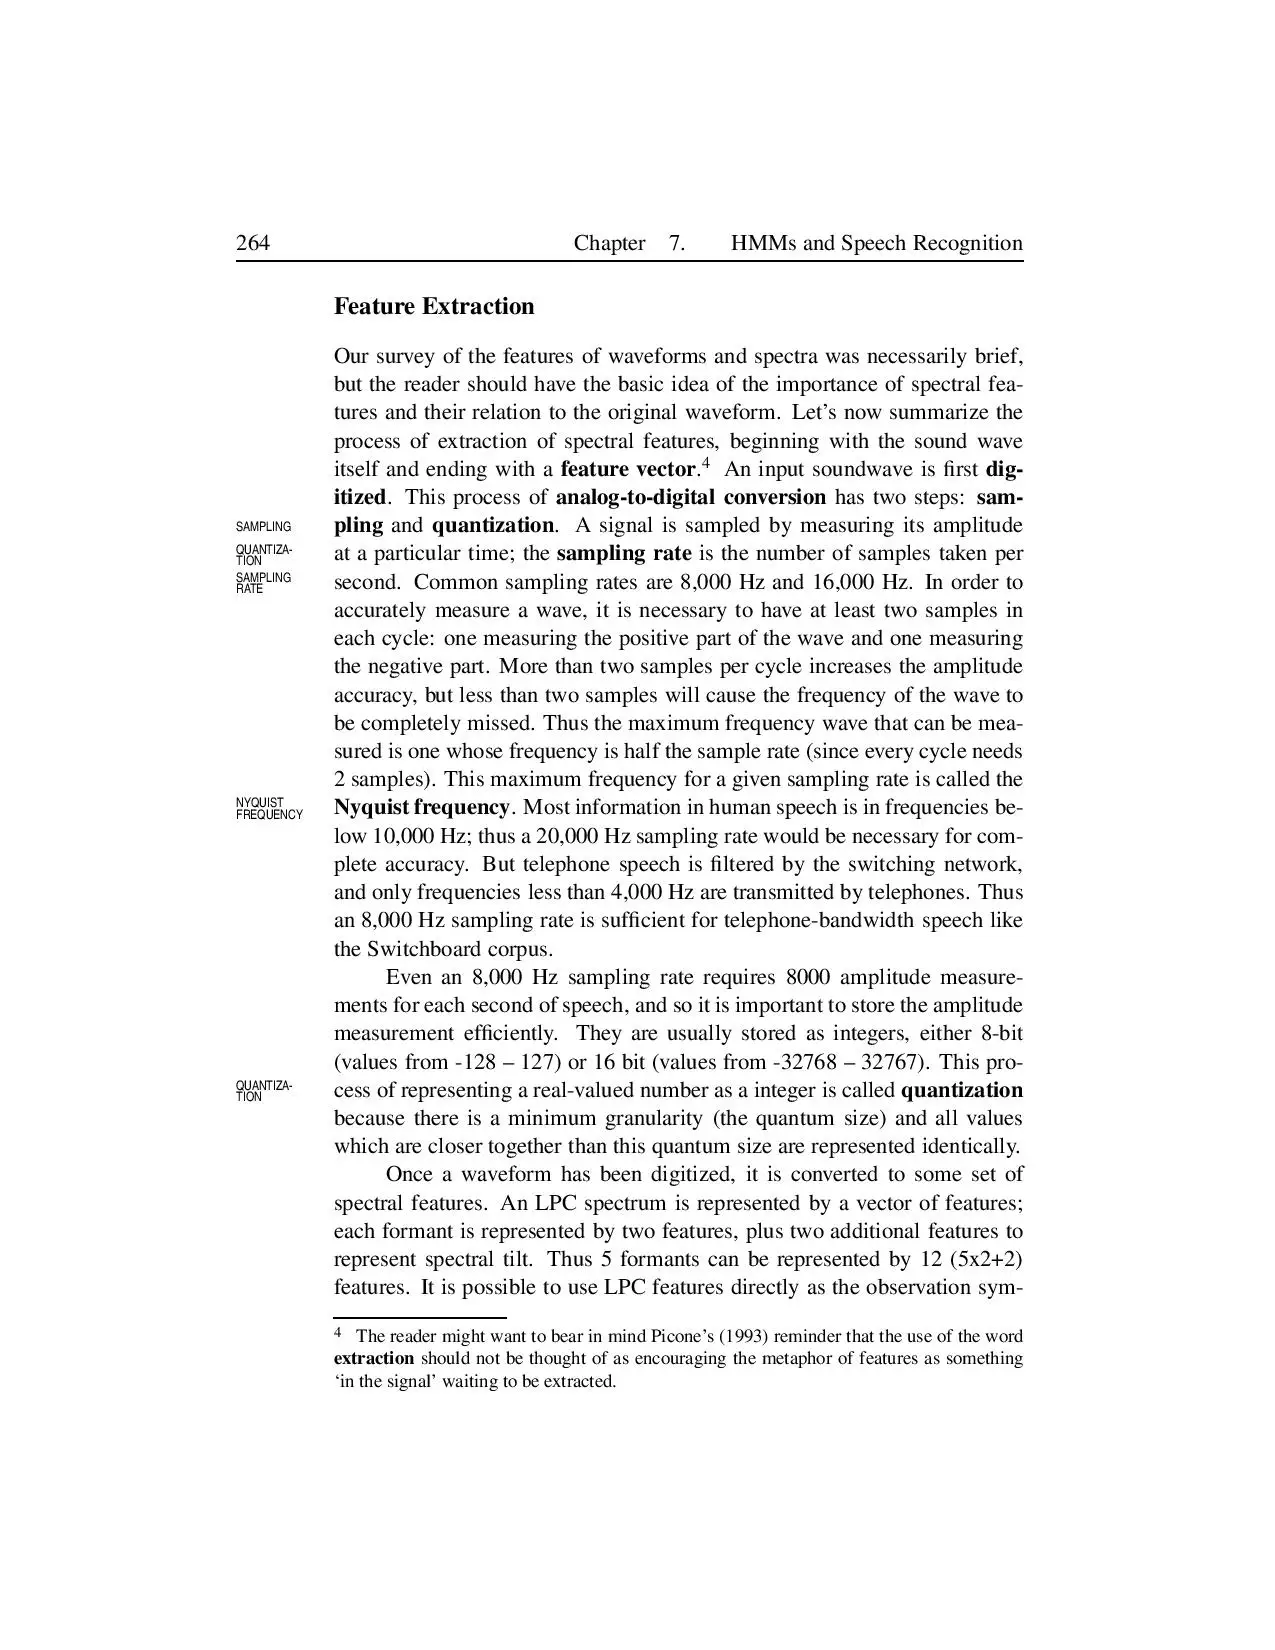 264 Chapter 7. HMMs and Speech Recognition
Feature Extraction
Our survey of the features of waveforms and spectra was necessarily brief,
but the reader should have the basic idea of the importance of spectral fea-
tures and their relation to the original waveform. Let's now summarize the
process of extraction of spectral features, beginning with the sound wave
itself and ending with a feature vector.4 An input soundwave is first dig-
itized. This process of analog-to-digital conversion has two steps: sam-
SAMPLING
pling and quantization. A signal is sampled by measuring its amplitude
QUANTIZA-
TION
at a particular time; the sampling rate is the number of samples taken per
SAMPLING
RATE
second. Common sampling rates are 8,000 Hz and 16,000 Hz. In order to
accurately measure a wave, it is necessary to have at least two samples in
each cycle: one measuring the positive part of the wave and one measuring
the negative part. More than two samples per cycle increases the amplitude
accuracy, but less than two samples will cause the frequency of the wave to
be completely missed. Thus the maximum frequency wave that can be mea-
sured is one whose frequency is half the sample rate (since every cycle needs
2 samples). This maximum frequency for a given sampling rate is called the
NYQUIST
FREQUENCY
Nyquist frequency. Most information in human speech is in frequencies be-
low 10,000 Hz; thus a 20,000 Hz sampling rate would be necessary for com-
plete accuracy. But telephone speech is filtered by the switching network,
and only frequencies less than 4,000 Hz are transmitted by telephones. Thus
an 8,000 Hz sampling rate is sufficient for telephone-bandwidth speech like
the Switchboard corpus.
Even an 8,000 Hz sampling rate requires 8000 amplitude measure-
ments for each second of speech, and so it is important to store the amplitude
measurement efficiently. They are usually stored as integers, either 8-bit
(values from -128 – 127) or 16 bit (values from -32768 – 32767). This pro-
QUANTIZA-
TION
cess of representing a real-valued number as a integer is called quantization
because there is a minimum granularity (the quantum size) and all values
which are closer together than this quantum size are represented identically.
Once a waveform has been digitized, it is converted to some set of
spectral features. An LPC spectrum is represented by a vector of features;
each formant is represented by two features, plus two additional features to
represent spectral tilt. Thus 5 formants can be represented by 12 (5x2+2)
features. It is possible to use LPC features directly as the observation sym-
4 The reader might want to bear in mind Picone's (1993) reminder that the use of the word
extraction should not be thought of as encouraging the metaphor of features as something
'in the signal' waiting to be extracted.